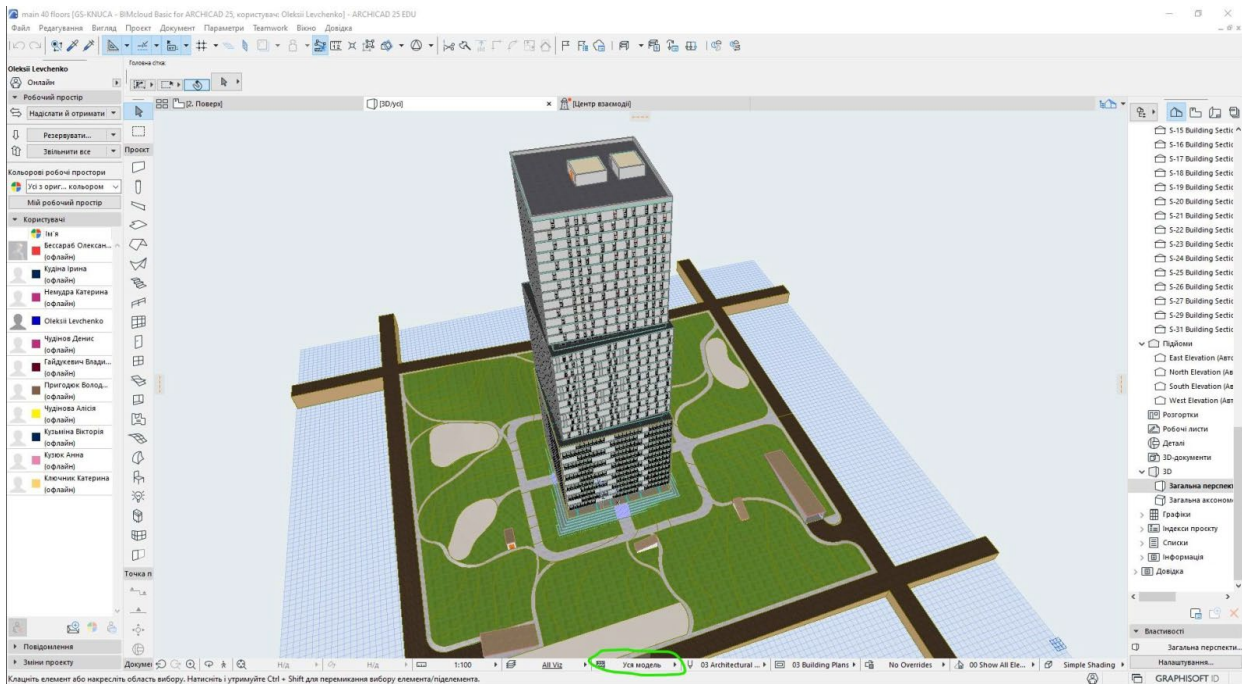 main 40 floors [GS-KNUCA - BIMcloud Basic for ARCHICAD 25, користувач: Oleksii Levchenko] - ARCHICAD 25 EDU
Файл Редагування Вигляд Проєкт Документ Параметри Teamwork Вікно Довідка
Oleksii Levchenko
Онлайн
Робочий простір
Надіслати й отримати
Резервувати...
Звільнити все
Кольорові робочі простори
Усі з ориг... кольором
Мій робочий простір
Користувачі
Ім'я
Бессараб Олексан...
(офлайн)
Кудіна Ірина
(офлайн)
Немудра Катерина
(офлайн)
Oleksii Levchenko
Чудінов Денис
(офлайн)
Гайдукевич Влади...
(офлайн)
Пригодюк Волод...
(офлайн)
Чудінова Алісія
(офлайн)
Кузьміна Вікторія
(офлайн)
Кузюк Анна
(офлайн)
Ключник Катерина
(офлайн)
Повідомлення
Зміни проекту
Головна сітка:
Проєкт
Точка п
Докумен
[2. Поверх]
[3D/усі]
[Центр взаємодії]
S-15 Building Sectic
S-16 Building Sectic
S-17 Building Sectic
S-18 Building Sectic
S-19 Building Sectic
S-20 Building Sectic
S-21 Building Sectic
S-22 Building Sectic
S-23 Building Sectic
S-24 Building Sectic
S-25 Building Sectic
S-26 Building Sectic
S-27 Building Sectic
S-29 Building Sectic
S-31 Building Sectic
Підйоми
East Elevation (Авто
North Elevation (Ав
South Elevation (Ав
West Elevation (Авт
Розгортки
Робочі листи
Деталі
3D-документи
3D
Загальна перспект
Загальна аксоном
Графіки
Індекси проєкту
Списки
Інформація
Довідка
Властивості
Загальна перспекти...
Налаштування...
GRAPHISOFT ID
Н/д
Н/д
1:100
All Viz
Уся модель
03 Architectural ...
03 Building Plans
No Overrides
00 Show All Ele...
Simple Shading
Клацніть елемент або накресліть область вибору. Натисніть і утримуйте Ctrl + Shift для перемикання вибору елемента/піделемента.